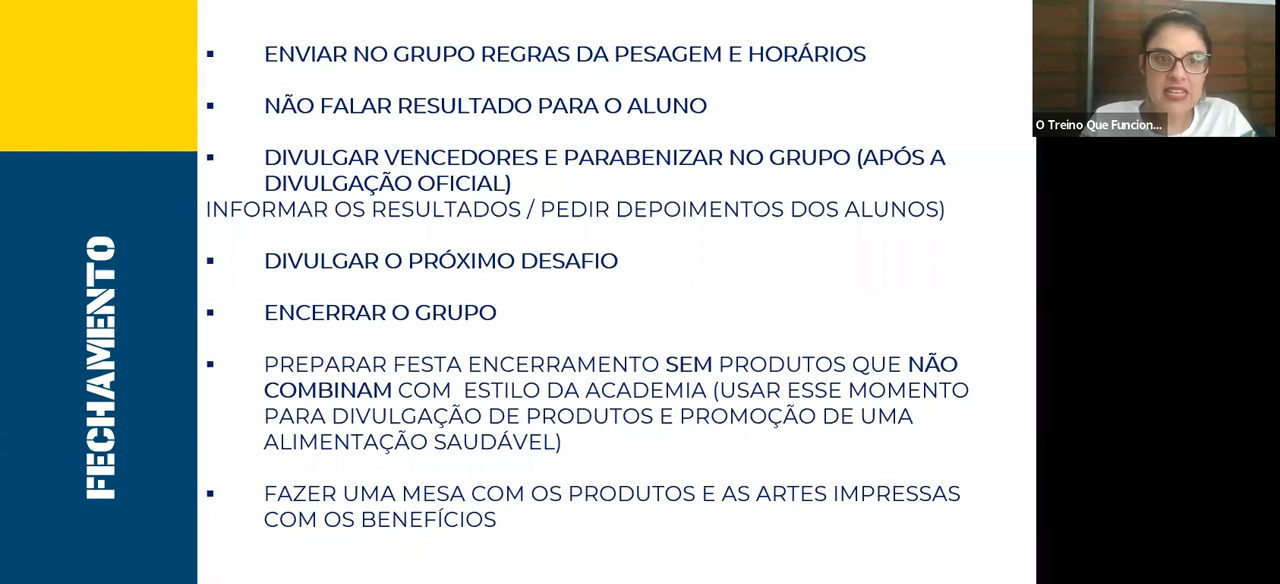 FECHAMENTO
▪ ENVIAR NO GRUPO REGRAS DA PESAGEM E HORÁRIOS
▪ NÃO FALAR RESULTADO PARA O ALUNO
▪ DIVULGAR VENCEDORES E PARABENIZAR NO GRUPO (APÓS A
DIVULGAÇÃO OFICIAL)
INFORMAR OS RESULTADOS / PEDIR DEPOIMENTOS DOS ALUNOS)
▪ DIVULGAR O PRÓXIMO DESAFIO
▪ ENCERRAR O GRUPO
▪ PREPARAR FESTA ENCERRAMENTO SEM PRODUTOS QUE NÃO
COMBINAM COM ESTILO DA ACADEMIA (USAR ESSE MOMENTO
PARA DIVULGAÇÃO DE PRODUTOS E PROMOÇÃO DE UMA
ALIMENTAÇÃO SAUDÁVEL)
▪ FAZER UMA MESA COM OS PRODUTOS E AS ARTES IMPRESSAS
COM OS BENEFÍCIOS
O Treino Que Funcion...